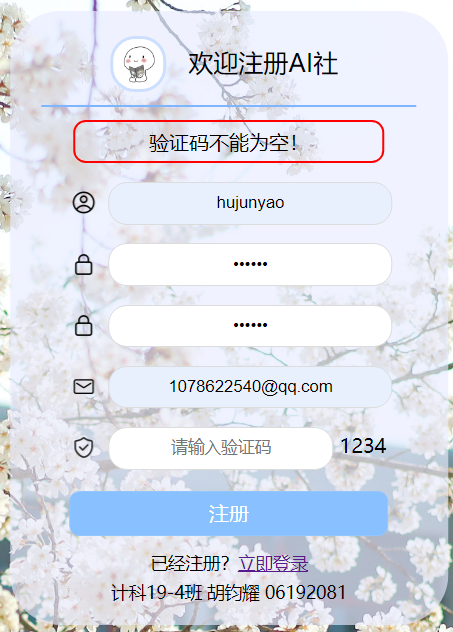 欢迎注册AI社
验证码不能为空！
hujunyao
••••••
••••••
1078622540@qq.com
请输入验证码 1234
注册
已经注册？立即登录
计科19-4班 胡钧耀 06192081